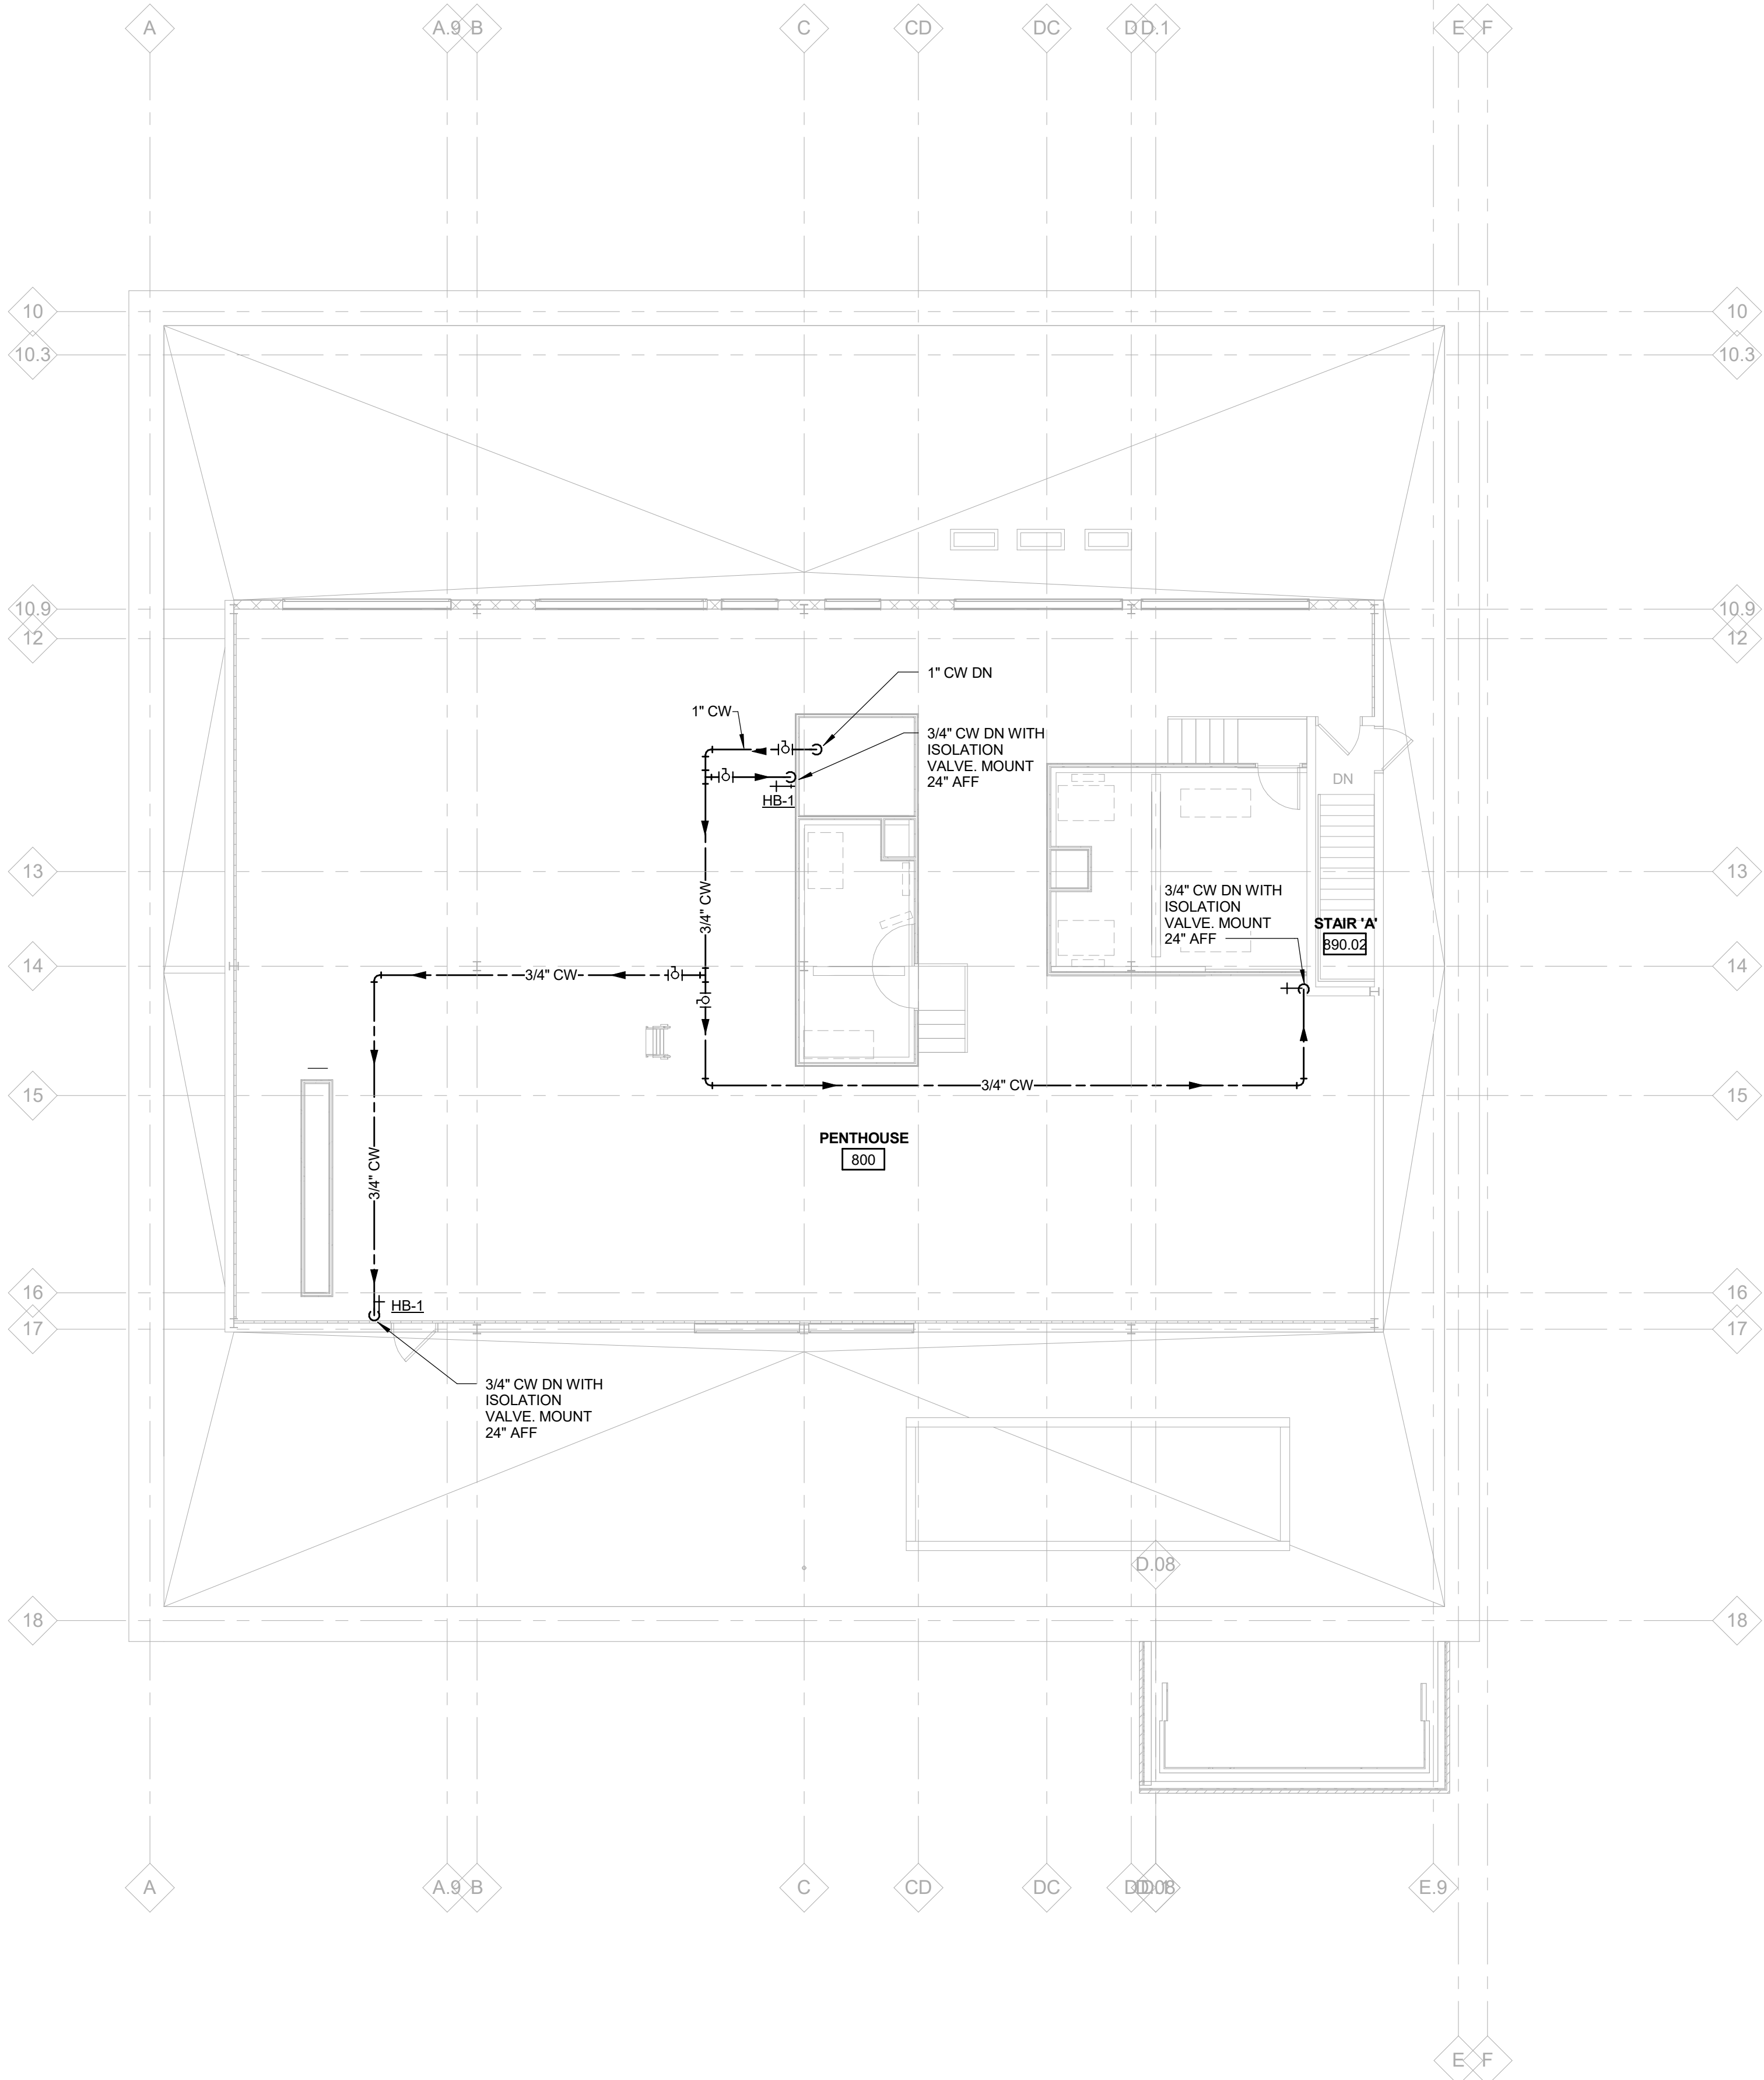 A
A.9
B
C
CD
DC
D
D.1
E
F
10
10
10.3
10.3
10.9
10.9
12
12
1" CW DN
1" CW
3/4" CW DN WITH
ISOLATION
VALVE. MOUNT
24" AFF
HB-1
DN
13
13
3/4" CW
3/4" CW DN WITH
ISOLATION
VALVE. MOUNT
24" AFF
STAIR 'A'
890.02
14
14
3/4" CW
3/4" CW
15
15
PENTHOUSE
800
3/4" CW
16
16
HB-1
17
17
3/4" CW DN WITH
ISOLATION
VALVE. MOUNT
24" AFF
D.08
18
18
A
A.9
B
C
CD
DC
D
E.9
E
F